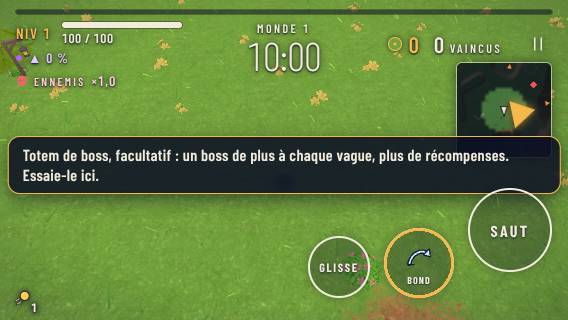 NIV 1
100 / 100
▲ 0 %
ENNEMIS ×1,0
MONDE 1
10:00
0
0 VAINCUS
Totem de boss, facultatif : un boss de plus à chaque vague, plus de récompenses.
Essaie-le ici.
SAUT
GLISSE
BOND
1